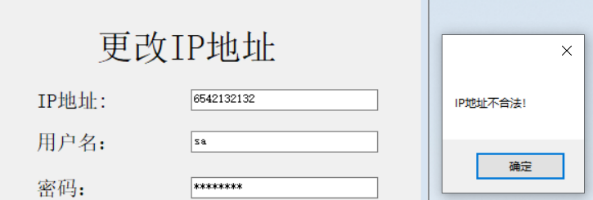 更改IP地址
IP地址:
6542132132
用户名:
sa
密码:
********
IP地址不合法!
确定